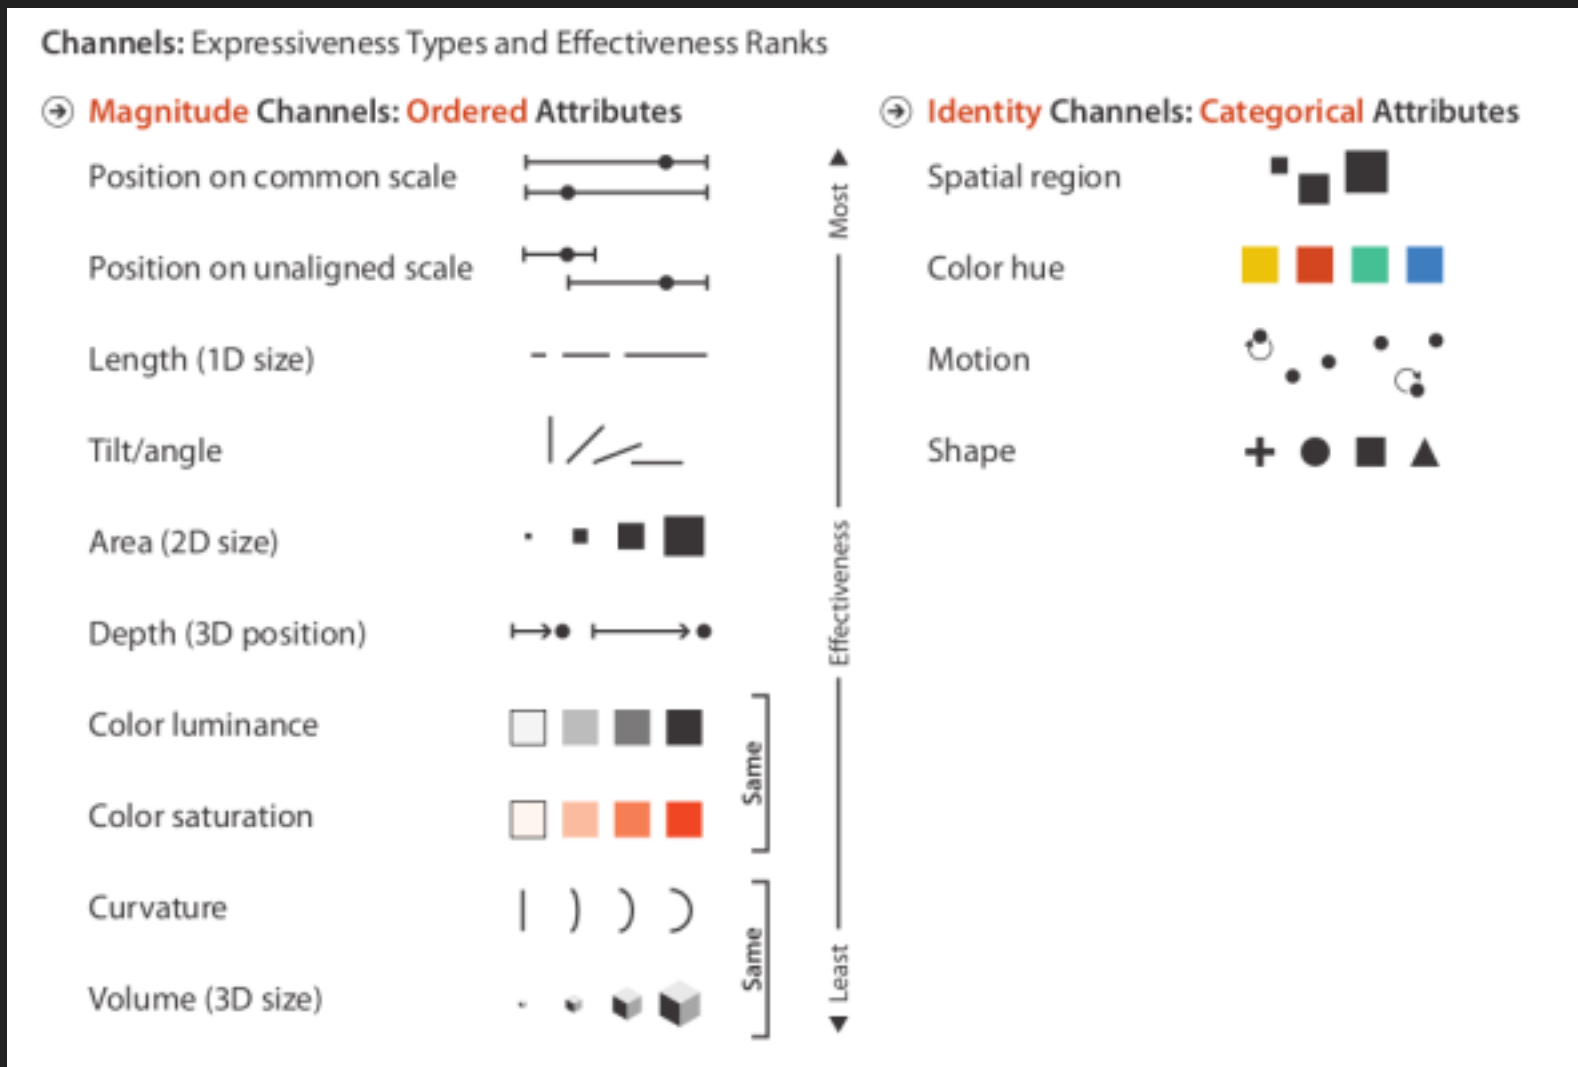 Channels: Expressiveness Types and Effectiveness Ranks
Magnitude Channels: Ordered Attributes
Position on common scale
Position on unaligned scale
Length (1D size)
Tilt/angle
Area (2D size)
Depth (3D position)
Color luminance
Color saturation
Curvature
Volume (3D size)
Same
Same
Most
Effectiveness
Least
Identity Channels: Categorical Attributes
Spatial region
Color hue
Motion
Shape